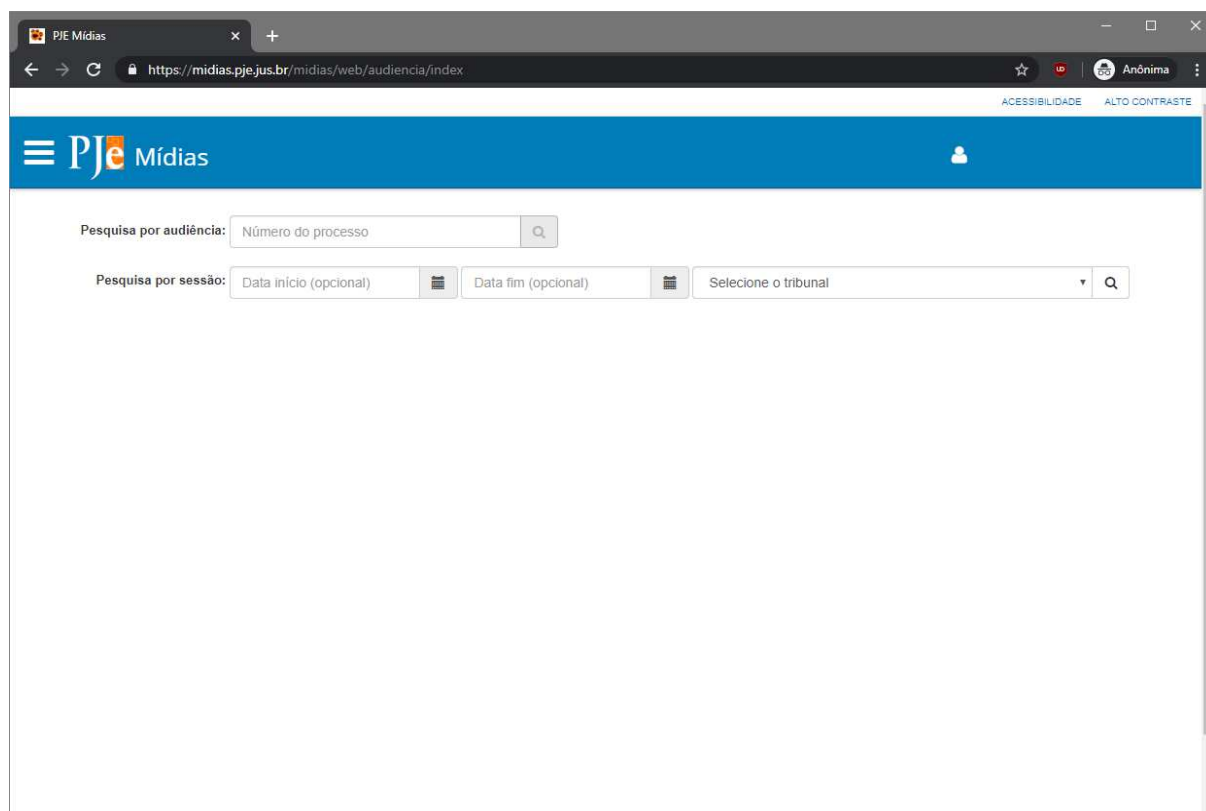 PJE Mídias
https://midias.pje.jus.br/midias/web/audiencia/index
Anônima
ACESSIBILIDADE ALTO CONTRASTE
PJe Mídias
Pesquisa por audiência: Número do processo
Pesquisa por sessão: Data início (opcional) Data fim (opcional) Selecione o tribunal